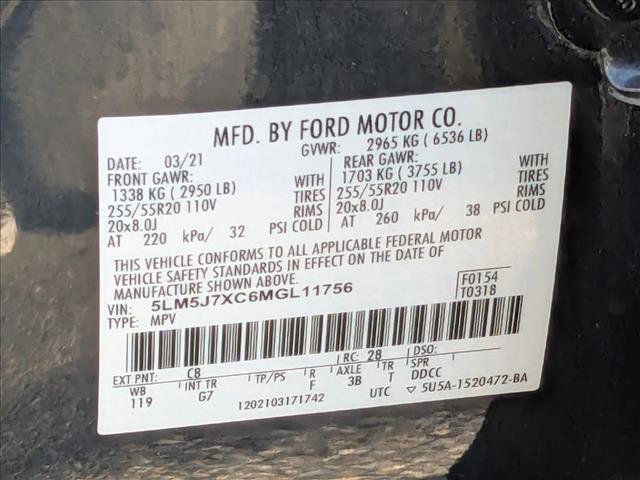 MFD. BY FORD MOTOR CO.
DATE: 03/21 GVWR: 2965 KG ( 6536 LB)
FRONT GAWR: REAR GAWR:
1338 KG ( 2950 LB) WITH 1703 KG ( 3755 LB) WITH
255/55R20 110V TIRES 255/55R20 110V TIRES
20x8.0J RIMS 20x8.0J RIMS
AT 220 kPa/ 32 PSI COLD AT 260 kPa/ 38 PSI COLD
THIS VEHICLE CONFORMS TO ALL APPLICABLE FEDERAL MOTOR
VEHICLE SAFETY STANDARDS IN EFFECT ON THE DATE OF
MANUFACTURE SHOWN ABOVE.
VIN: 5LM5J7XC6MGL11756 F0154
TYPE: MPV T0318
EXT PNT: C8 RC: 28 DSO:
WB INT TR TP/PS R AXLE TR SPR
119 G7 F 3B T DDCC
1202103171742 UTC ▽ 5U5A-1520472-BA